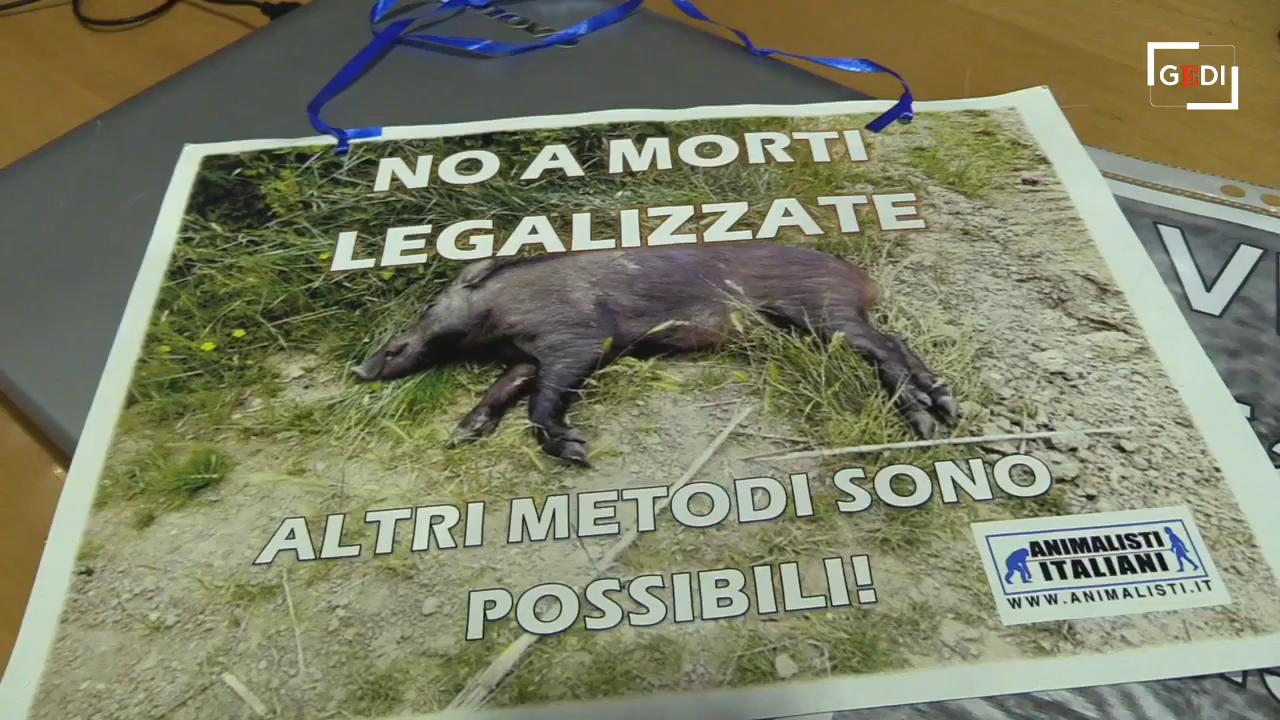 GEDI
NO A MORTI
LEGALIZZATE
ALTRI METODI SONO
POSSIBILI!
ANIMALISTI
ITALIANI
WWW.ANIMALISTI.IT